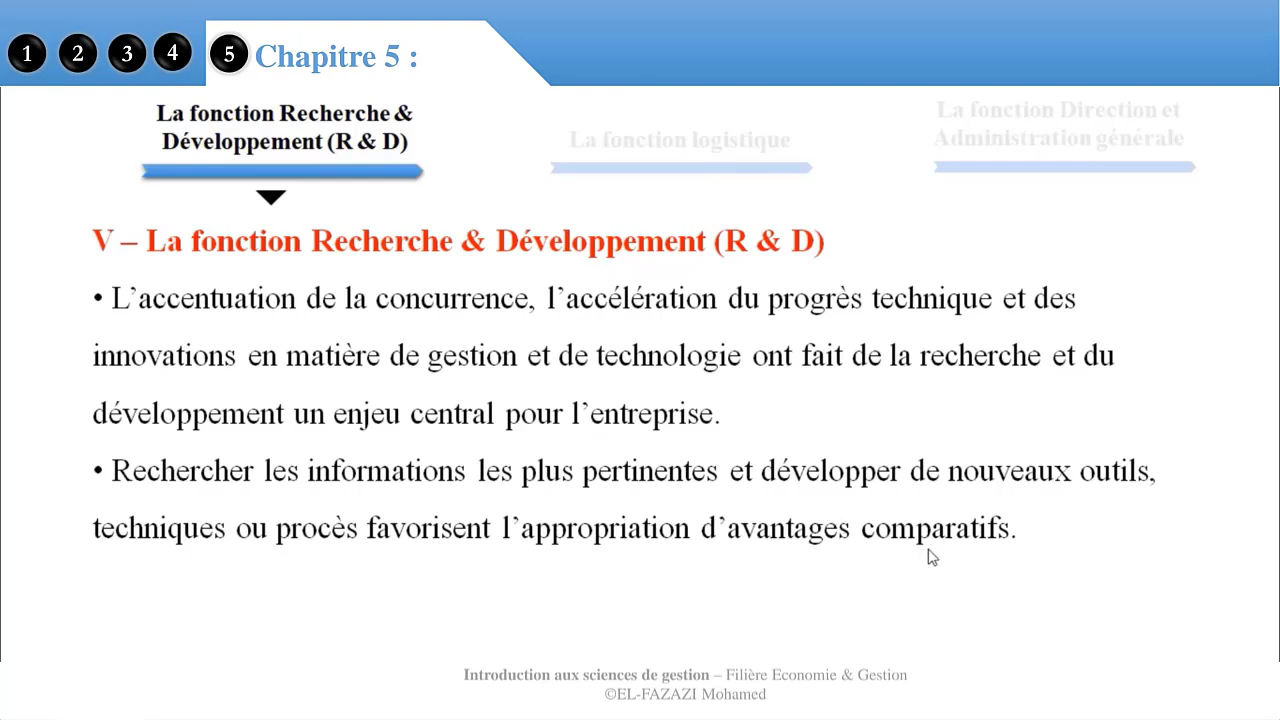 1 2 3 4 5 Chapitre 5 :
La fonction Recherche &
Développement (R & D)
La fonction logistique
La fonction Direction et
Administration générale
V – La fonction Recherche & Développement (R & D)
• L’accentuation de la concurrence, l’accélération du progrès technique et des
innovations en matière de gestion et de technologie ont fait de la recherche et du
développement un enjeu central pour l’entreprise.
• Rechercher les informations les plus pertinentes et développer de nouveaux outils,
techniques ou procès favorisent l’appropriation d’avantages comparatifs.
Introduction aux sciences de gestion – Filière Economie & Gestion
©EL-FAZAZI Mohamed